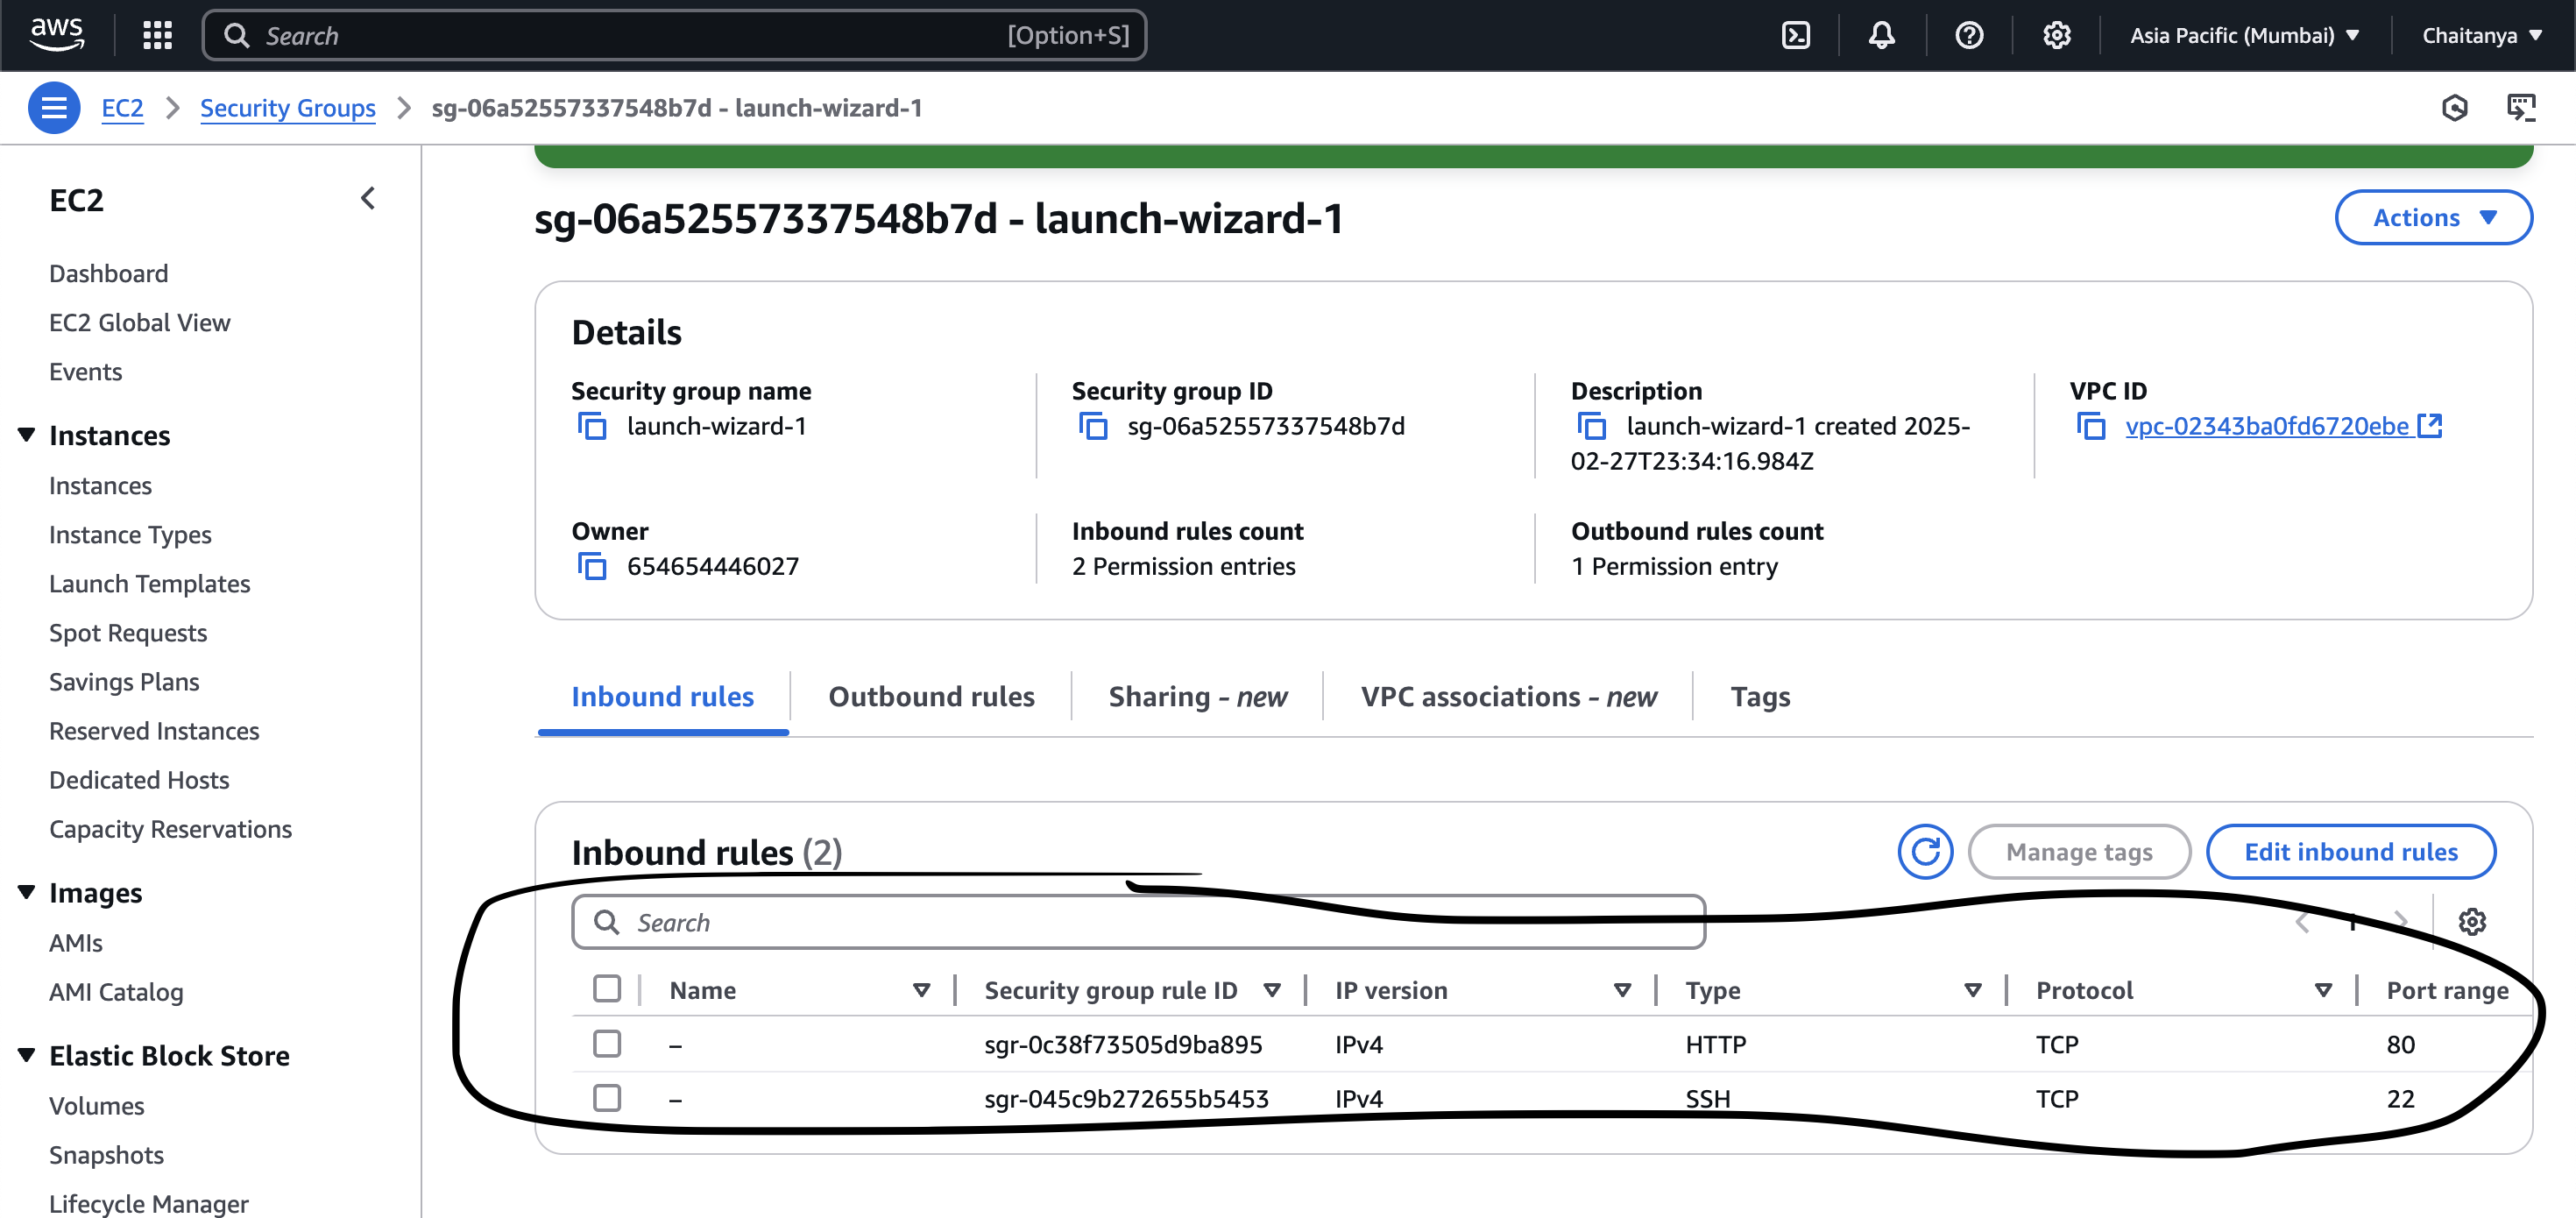 aws Search [Option+S] Asia Pacific (Mumbai) Chaitanya
EC2 Security Groups sg-06a52557337548b7d - launch-wizard-1
EC2
Dashboard
EC2 Global View
Events
Instances
Instances
Instance Types
Launch Templates
Spot Requests
Savings Plans
Reserved Instances
Dedicated Hosts
Capacity Reservations
Images
AMIs
AMI Catalog
Elastic Block Store
Volumes
Snapshots
Lifecycle Manager
sg-06a52557337548b7d - launch-wizard-1
Actions
Details
Security group name
launch-wizard-1
Security group ID
sg-06a52557337548b7d
Description
launch-wizard-1 created 2025-
02-27T23:34:16.984Z
VPC ID
vpc-02343ba0fd6720ebe
Owner
654654446027
Inbound rules count
2 Permission entries
Outbound rules count
1 Permission entry
Inbound rules Outbound rules Sharing - new VPC associations - new Tags
Inbound rules (2)
Manage tags Edit inbound rules
Search
1
Name Security group rule ID IP version Type Protocol Port range
– sgr-0c38f73505d9ba895 IPv4 HTTP TCP 80
– sgr-045c9b272655b5453 IPv4 SSH TCP 22